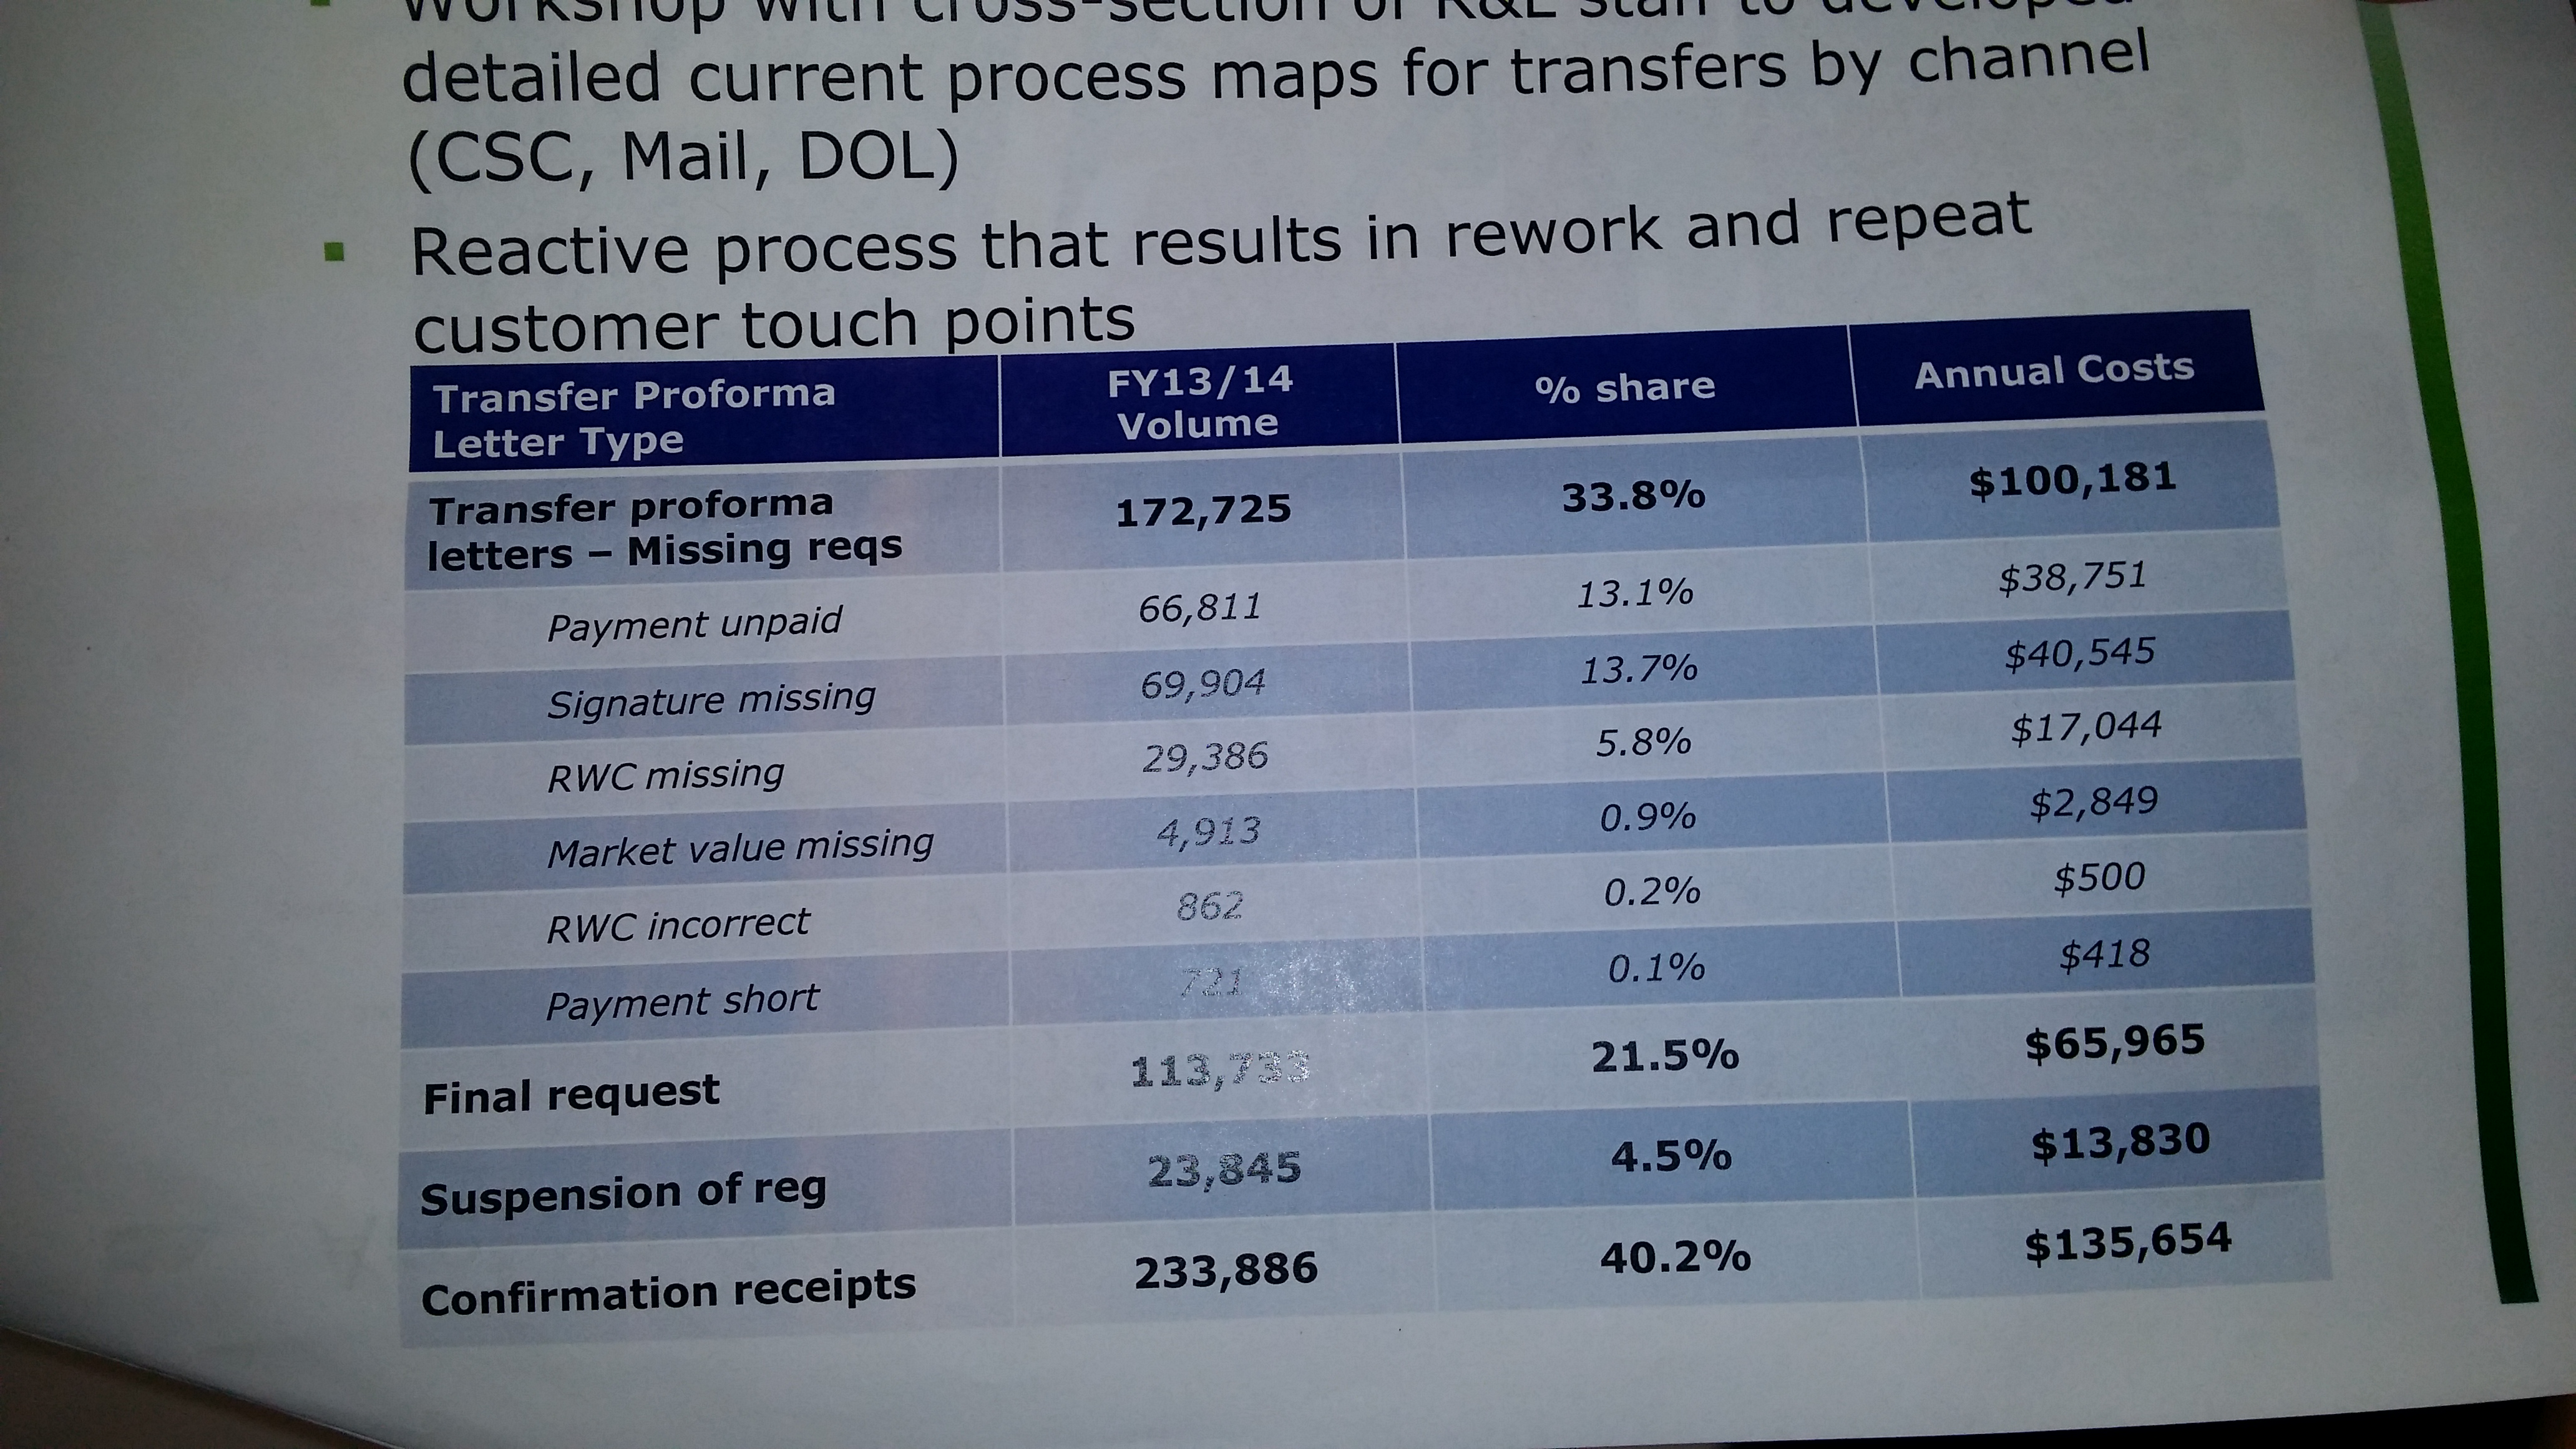 Workshop with cross-section of R&L staff to developed
detailed current process maps for transfers by channel
(CSC, Mail, DOL)
▪ Reactive process that results in rework and repeat
customer touch points
Transfer Proforma Letter Type FY13/14 Volume % share Annual Costs
Transfer proforma letters – Missing reqs 172,725 33.8% $100,181
Payment unpaid 66,811 13.1% $38,751
Signature missing 69,904 13.7% $40,545
RWC missing 29,386 5.8% $17,044
Market value missing 4,913 0.9% $2,849
RWC incorrect 862 0.2% $500
Payment short 721 0.1% $418
Final request 113,733 21.5% $65,965
Suspension of reg 23,845 4.5% $13,830
Confirmation receipts 233,886 40.2% $135,654